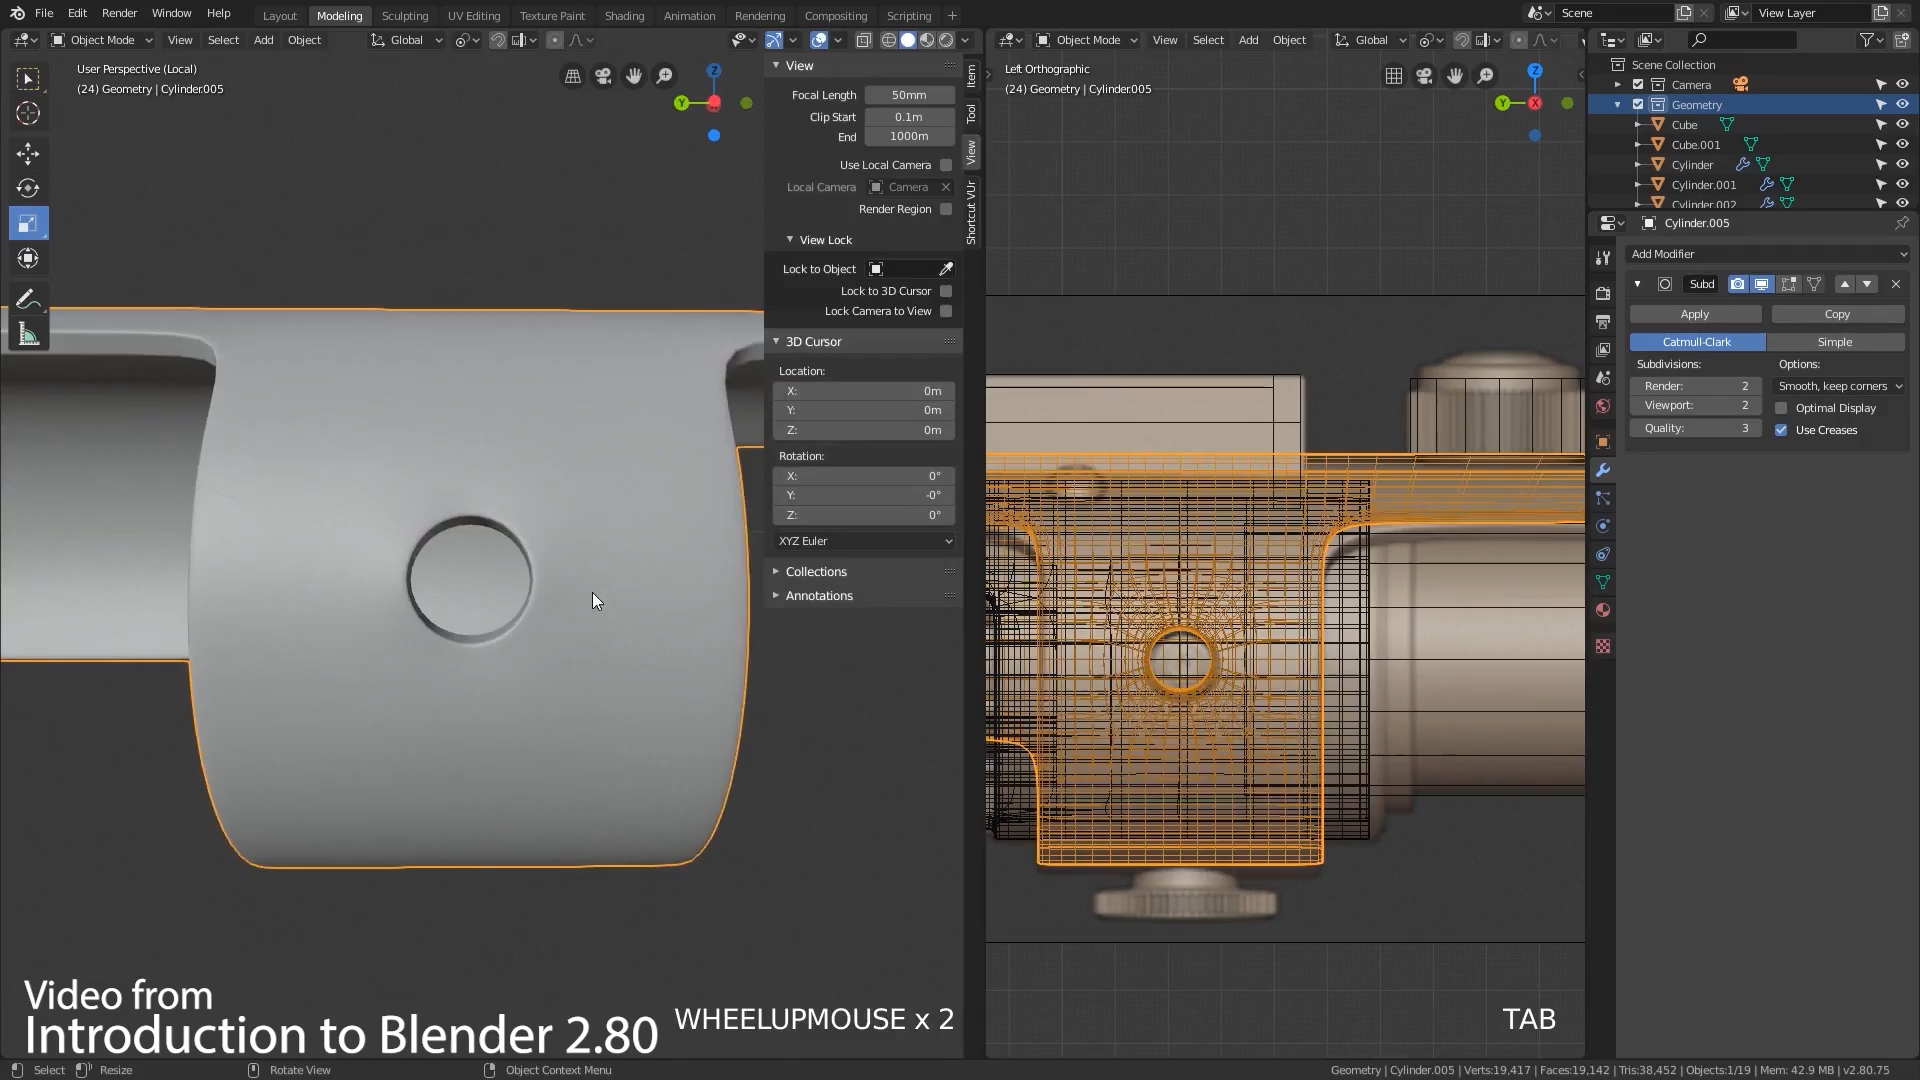 File Edit Render Window Help
Layout Modeling Sculpting UV Editing Texture Paint Shading Animation Rendering Compositing Scripting +
Scene
View Layer
Object Mode View Select Add Object Global
User Perspective (Local)
(24) Geometry | Cylinder.005
View
Focal Length 50mm
Clip Start 0.1m
End 1000m
Use Local Camera
Local Camera Camera
Render Region
View Lock
Lock to Object
Lock to 3D Cursor
Lock Camera to View
3D Cursor
Location:
X: 0m
Y: 0m
Z: 0m
Rotation:
X: 0°
Y: -0°
Z: 0°
XYZ Euler
Collections
Annotations
Item
Tool
View
Shortcut VUr
Object Mode View Select Add Object Global
Left Orthographic
(24) Geometry | Cylinder.005
Scene Collection
Camera
Geometry
Cube
Cube.001
Cylinder
Cylinder.001
Cylinder.002
Cylinder.005
Add Modifier
Subd
Apply Copy
Catmull-Clark Simple
Subdivisions: Options:
Render: 2 Smooth, keep corners
Viewport: 2 Optimal Display
Quality: 3 Use Creases
Z
Y
Z
Y
X
Video from
Introduction to Blender 2.80
WHEELUPMOUSE x 2
TAB
Select Resize Rotate View Object Context Menu
Geometry | Cylinder.005 | Verts:19,417 | Faces:19,142 | Tris:38,452 | Objects:1/19 | Mem: 42.9 MB | v2.80.75